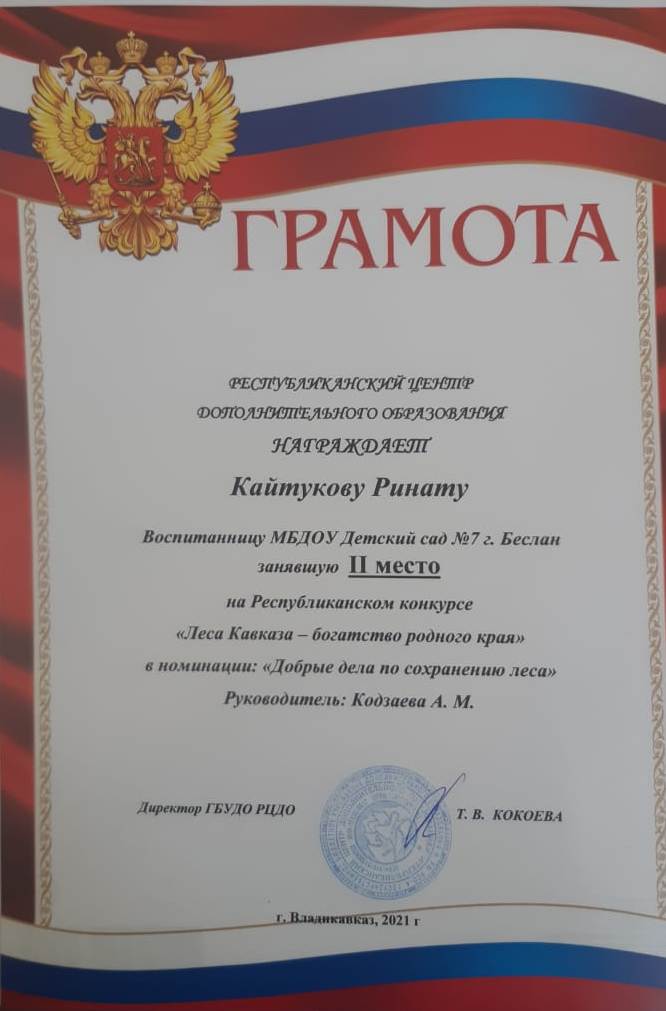 ГРАМОТА
РЕСПУБЛИКАНСКИЙ ЦЕНТР
ДОПОЛНИТЕЛЬНОГО ОБРАЗОВАНИЯ
НАГРАЖДАЕТ
Кайтукову Ринату
Воспитанницу МБДОУ Детский сад №7 г. Беслан
занявшую II место
на Республиканском конкурсе
«Леса Кавказа – богатство родного края»
в номинации: «Добрые дела по сохранению леса»
Руководитель: Кодзаева А. М.
Директор ГБУДО РЦДО Т. В. КОКОЕВА
г. Владикавказ, 2021 г